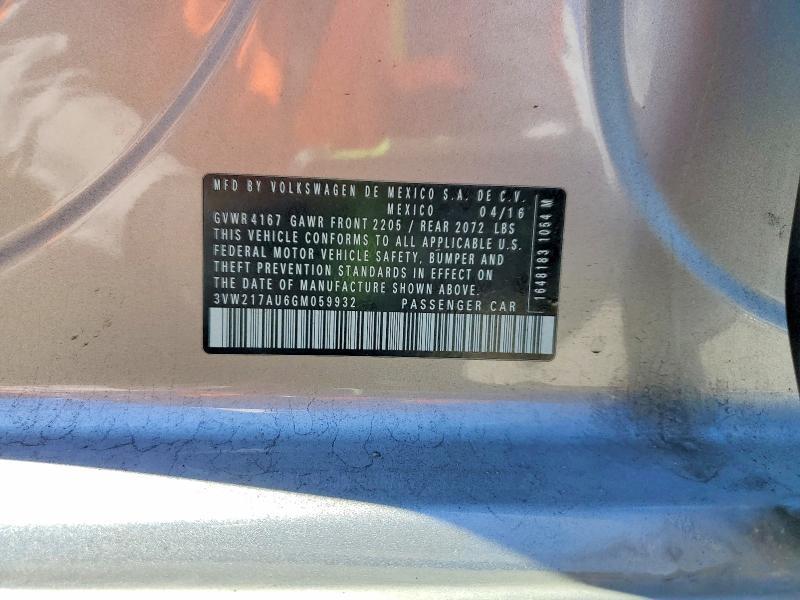 MFD BY VOLKSWAGEN DE MEXICO S.A. DE C.V.
MEXICO 04/16
GVWR 4167 GAWR FRONT 2205 / REAR 2072 LBS
THIS VEHICLE CONFORMS TO ALL APPLICABLE U.S.
FEDERAL MOTOR VEHICLE SAFETY, BUMPER AND
THEFT PREVENTION STANDARDS IN EFFECT ON
THE DATE OF MANUFACTURE SHOWN ABOVE.
3VW217AU6GM059932 PASSENGER CAR
1648183 1064 M